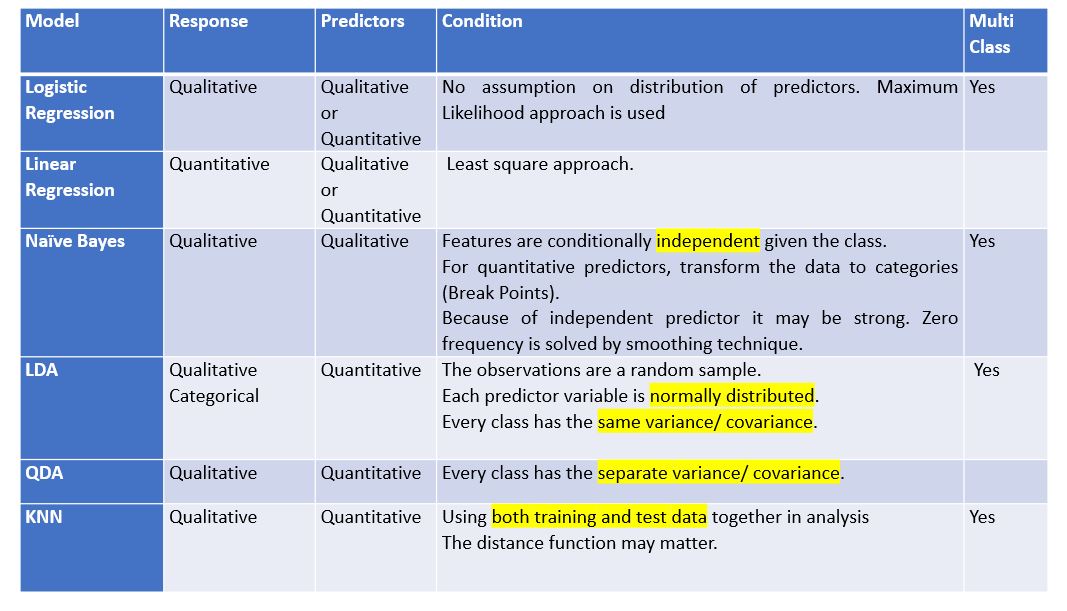 Model Response Predictors Condition Multi
Class
Logistic Qualitative Qualitative No assumption on distribution of predictors. Maximum Yes
Regression or Likelihood approach is used
Quantitative
Linear Quantitative Qualitative Least square approach.
Regression or
Quantitative
Naïve Bayes Qualitative Qualitative Features are conditionally independent given the class. Yes
For quantitative predictors, transform the data to categories
(Break Points).
Because of independent predictor it may be strong. Zero
frequency is solved by smoothing technique.
LDA Qualitative Quantitative The observations are a random sample. Yes
Categorical Each predictor variable is normally distributed.
Every class has the same variance/ covariance.
QDA Qualitative Quantitative Every class has the separate variance/ covariance.
KNN Qualitative Quantitative Using both training and test data together in analysis Yes
The distance function may matter.